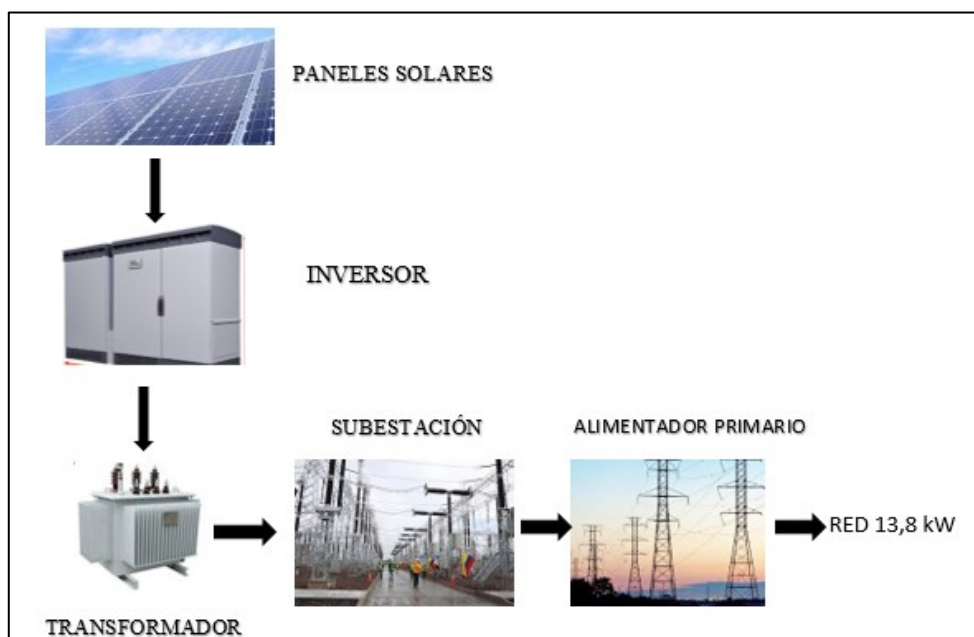 PANELES SOLARES
INVERSOR
SUBESTACIÓN
ALIMENTADOR PRIMARIO
RED 13,8 kW
TRANSFORMADOR